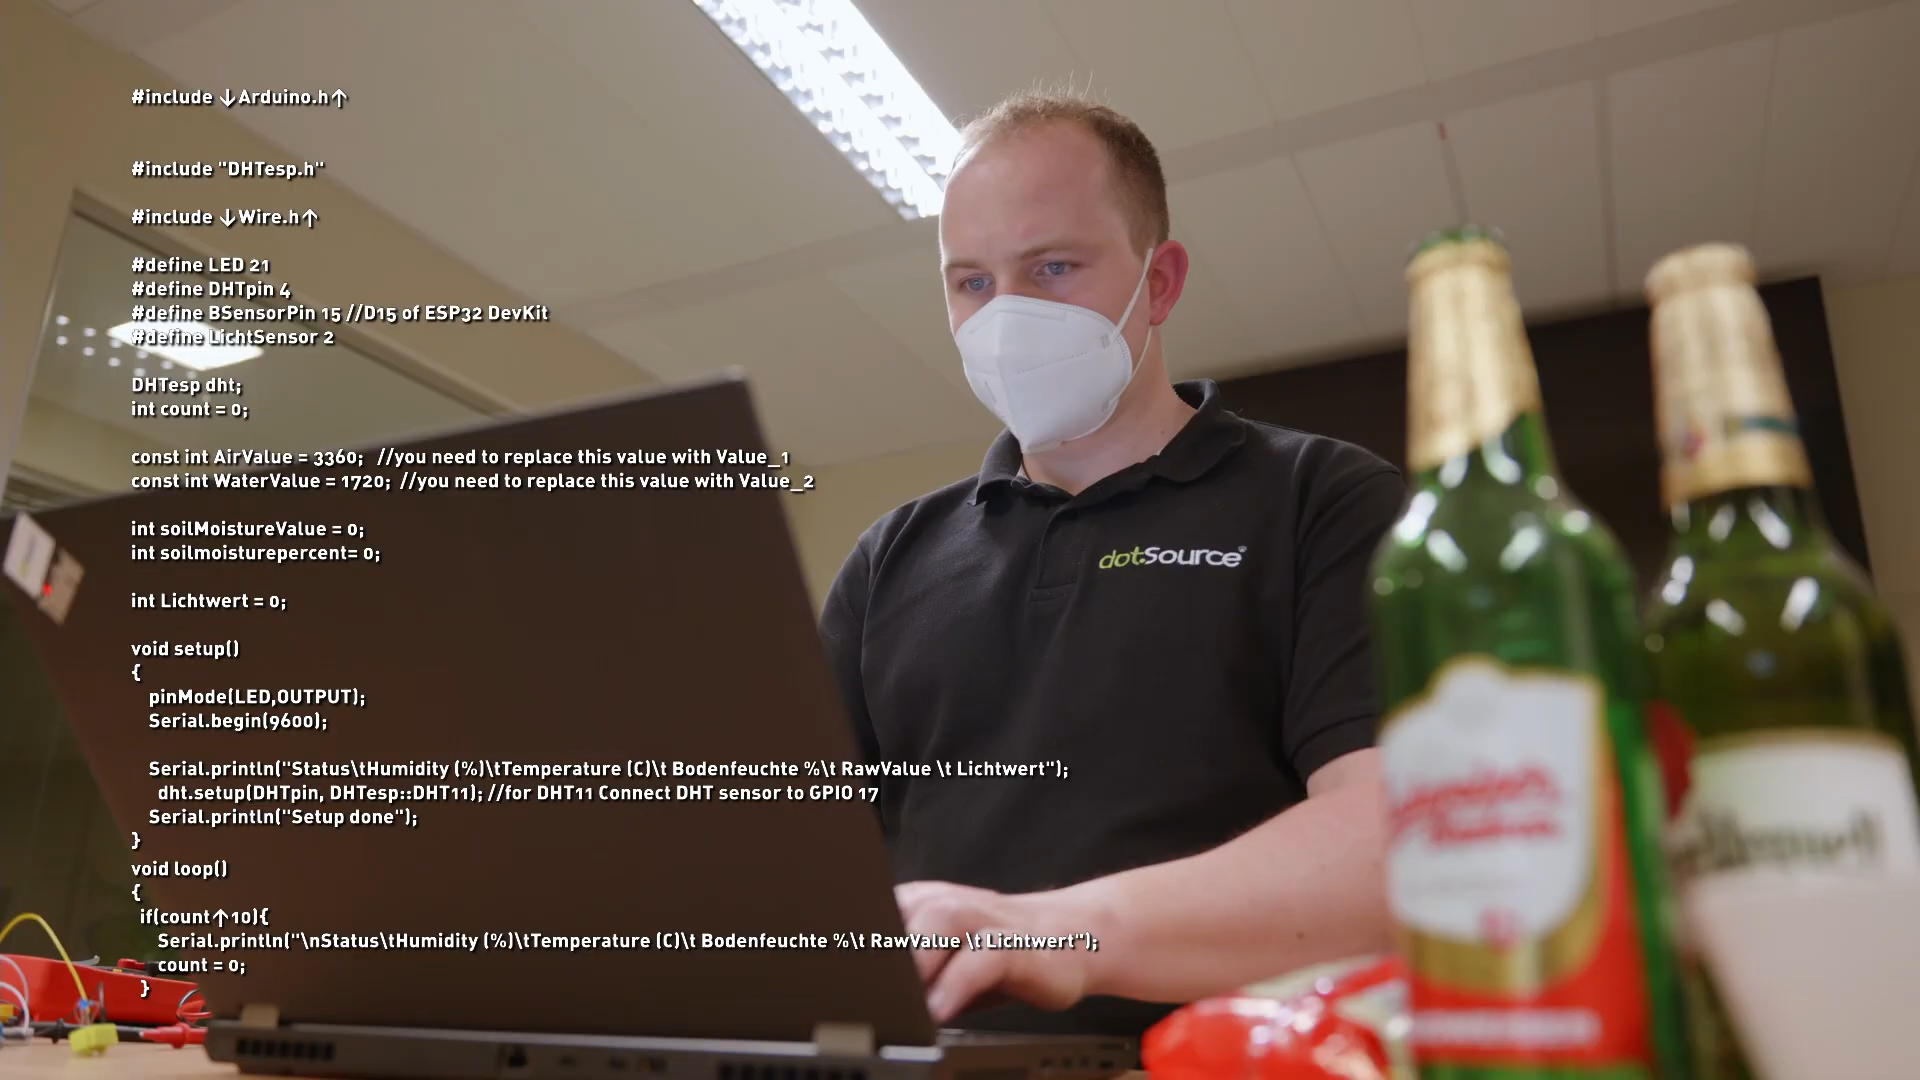 #include ↓Arduino.h↑
#include "DHTesp.h"
#include ↓Wire.h↑
#define LED 21
#define DHTpin 4
#define BSensorPin 15 //D15 of ESP32 DevKit
#define LichtSensor 2
DHTesp dht;
int count = 0;
const int AirValue = 3360;   //you need to replace this value with Value_1
const int WaterValue = 1720;  //you need to replace this value with Value_2
int soilMoistureValue = 0;
int soilmoisturepercent= 0;
int Lichtwert = 0;
void setup()
{
pinMode(LED,OUTPUT);
Serial.begin(9600);
Serial.println("Status\tHumidity (%)\tTemperature (C)\t Bodenfeuchte %\t RawValue \t Lichtwert");
dht.setup(DHTpin, DHTesp::DHT11); //for DHT11 Connect DHT sensor to GPIO 17
Serial.println("Setup done");
}
void loop()
{
if(count↑10){
Serial.println("\nStatus\tHumidity (%)\tTemperature (C)\t Bodenfeuchte %\t RawValue \t Lichtwert");
count = 0;
}
dotSource®